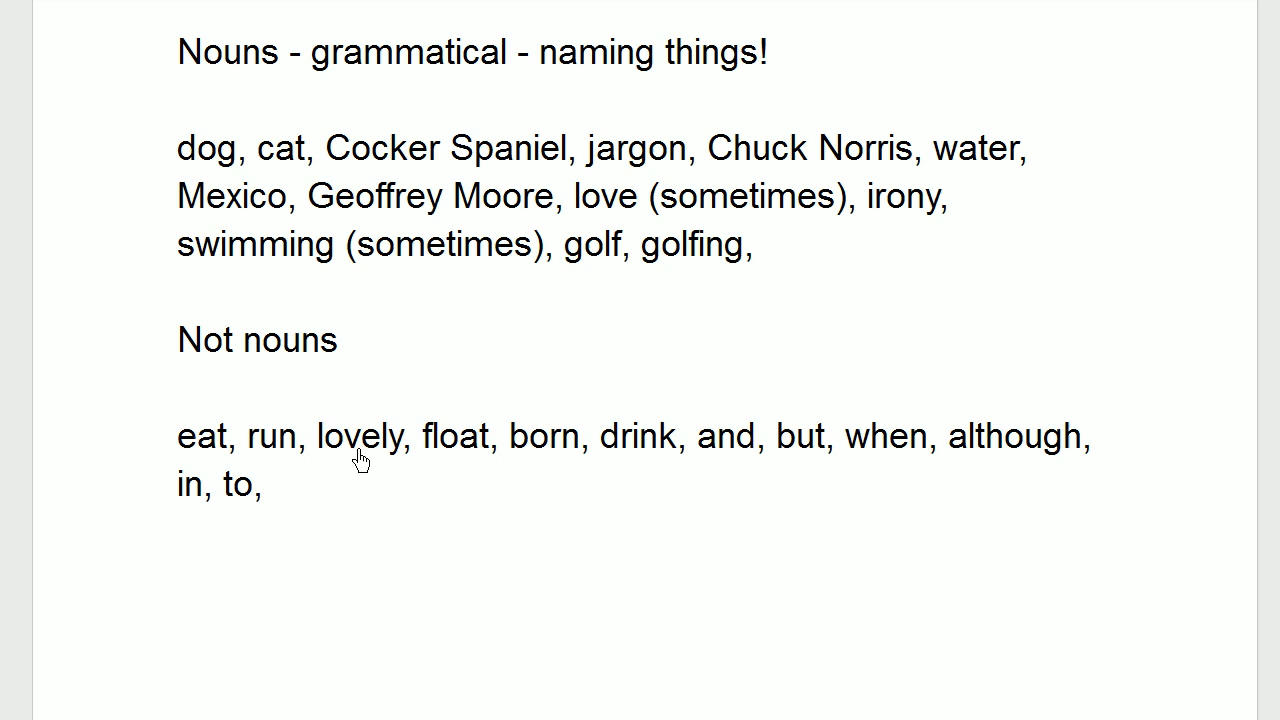 Nouns - grammatical - naming things!
dog, cat, Cocker Spaniel, jargon, Chuck Norris, water,
Mexico, Geoffrey Moore, love (sometimes), irony,
swimming (sometimes), golf, golfing,
Not nouns
eat, run, lovely, float, born, drink, and, but, when, although,
in, to,